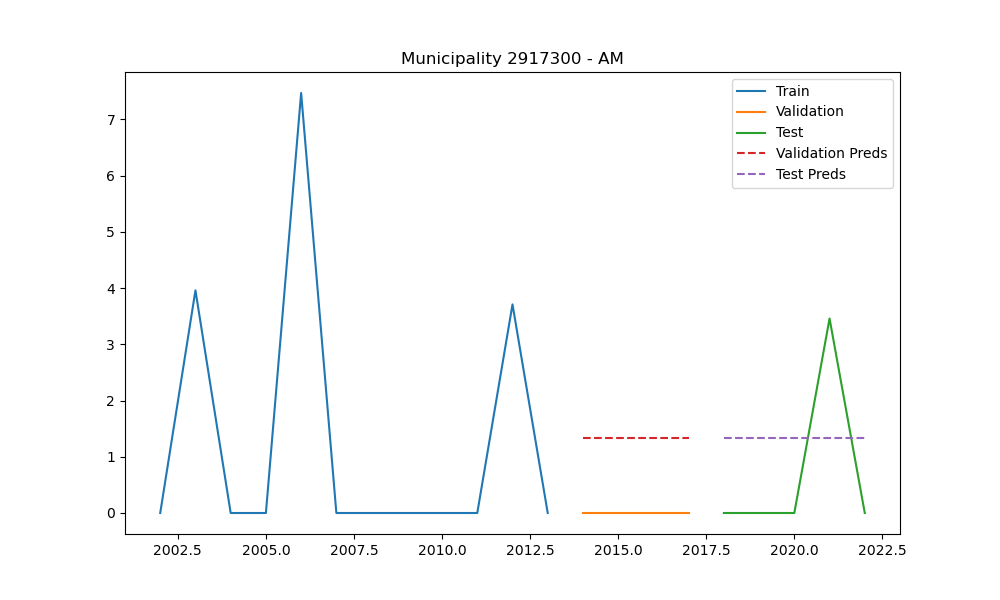 Municipality 2917300 - AM
Train
Validation
Test
Validation Preds
Test Preds
7
6
5
4
3
2
1
0
2002.5 2005.0 2007.5 2010.0 2012.5 2015.0 2017.5 2020.0 2022.5